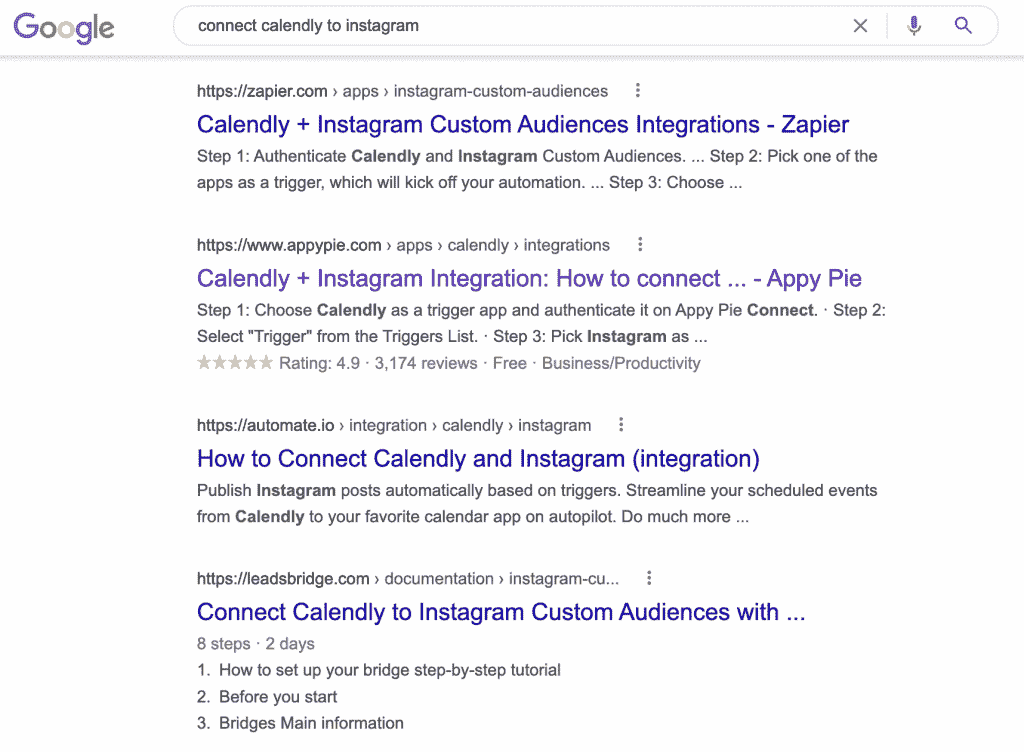 Google
connect calendly to instagram
https://zapier.com › apps › instagram-custom-audiences
Calendly + Instagram Custom Audiences Integrations - Zapier
Step 1: Authenticate Calendly and Instagram Custom Audiences. ... Step 2: Pick one of the
apps as a trigger, which will kick off your automation. ... Step 3: Choose ...
https://www.appypie.com › apps › calendly › integrations
Calendly + Instagram Integration: How to connect ... - Appy Pie
Step 1: Choose Calendly as a trigger app and authenticate it on Appy Pie Connect. · Step 2:
Select "Trigger" from the Triggers List. · Step 3: Pick Instagram as ...
Rating: 4.9 · 3,174 reviews · Free · Business/Productivity
https://automate.io › integration › calendly › instagram
How to Connect Calendly and Instagram (integration)
Publish Instagram posts automatically based on triggers. Streamline your scheduled events
from Calendly to your favorite calendar app on autopilot. Do much more ...
https://leadsbridge.com › documentation › instagram-cu...
Connect Calendly to Instagram Custom Audiences with ...
8 steps · 2 days
1. How to set up your bridge step-by-step tutorial
2. Before you start
3. Bridges Main information